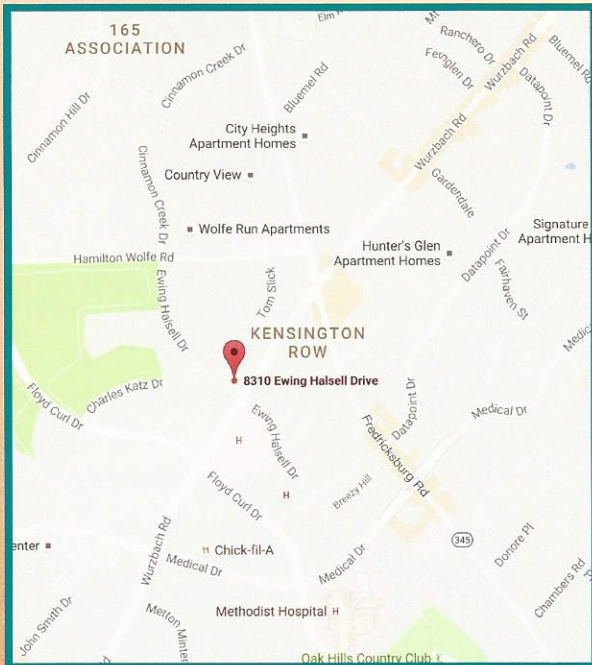 165
ASSOCIATION
Cinnamon Creek Dr
Bluemel Rd
Ranchero Dr
Fernglen Dr
Wurzbach Rd
Bluemel Rd
Datapoint Dr
Cinnamon Hill Dr
City Heights
Apartment Homes
Wurzbach Rd
Country View
Cinnamon Creek Dr
Gardendale
Wolfe Run Apartments
Signature
Apartment H
Hunter's Glen
Apartment Homes
Datapoint Dr
Hamilton Wolfe Rd
Ewing Halsell Dr
Tom Slick
Fairhaven St
KENSINGTON
ROW
8310 Ewing Halsell Drive
Charles Katz Dr
Floyd Curl Dr
Datapoint Dr
Medical Dr
Ewing Halsell Dr
Fredricksburg Rd
H
Floyd Curl Dr
H
Breezy Hill
Wurzbach Rd
345
Donore Pl
enter
Chick-fil-A
Medical Dr
Medical Dr
Chambers Rd
John Smith Dr
Merton Minter
Methodist Hospital H
Oak Hills Country Club